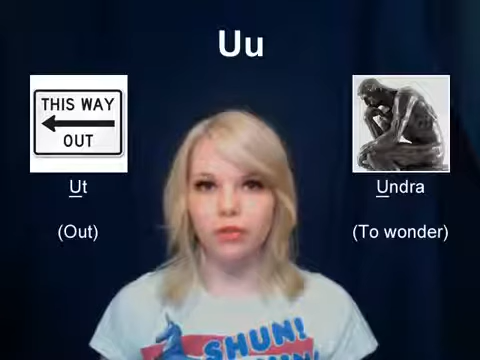 Uu
THIS WAY
OUT
Ut
(Out)
Undra
(To wonder)
SHUN!